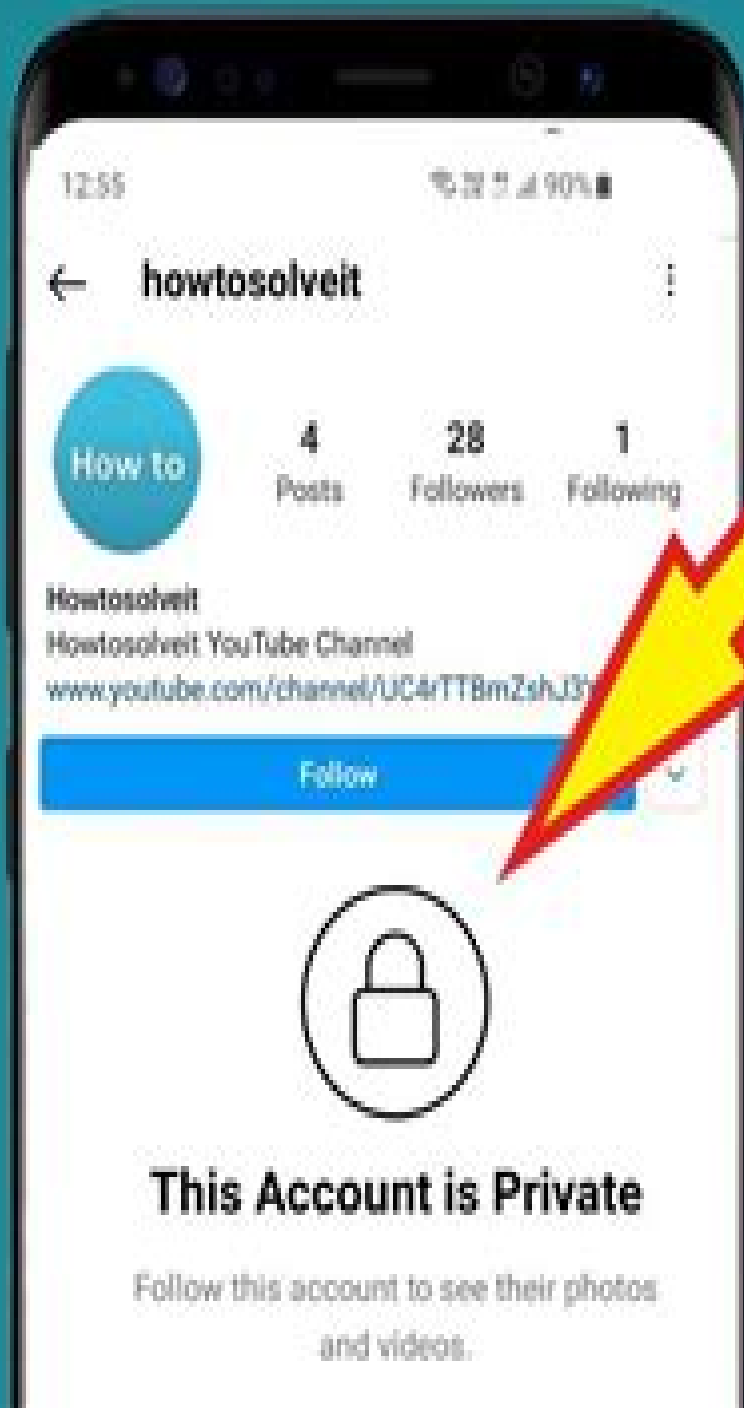 12:55
90%
howtosolveit
How to
4
28
1
Posts
Followers
Following
Howtosolveit
Howtosolveit YouTube Channel
Follow
This Account is Private
Follow this account to see their photos
and videos.